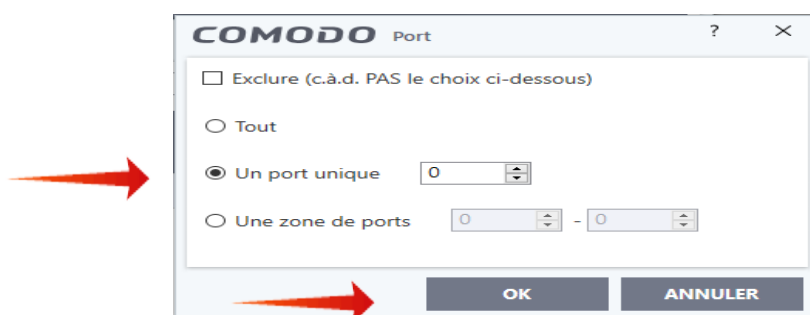 COMODO Port ?
Exclure (c.à.d. PAS le choix ci-dessous)
Tout
Un port unique 0
Une zone de ports 0 - 0
OK ANNULER